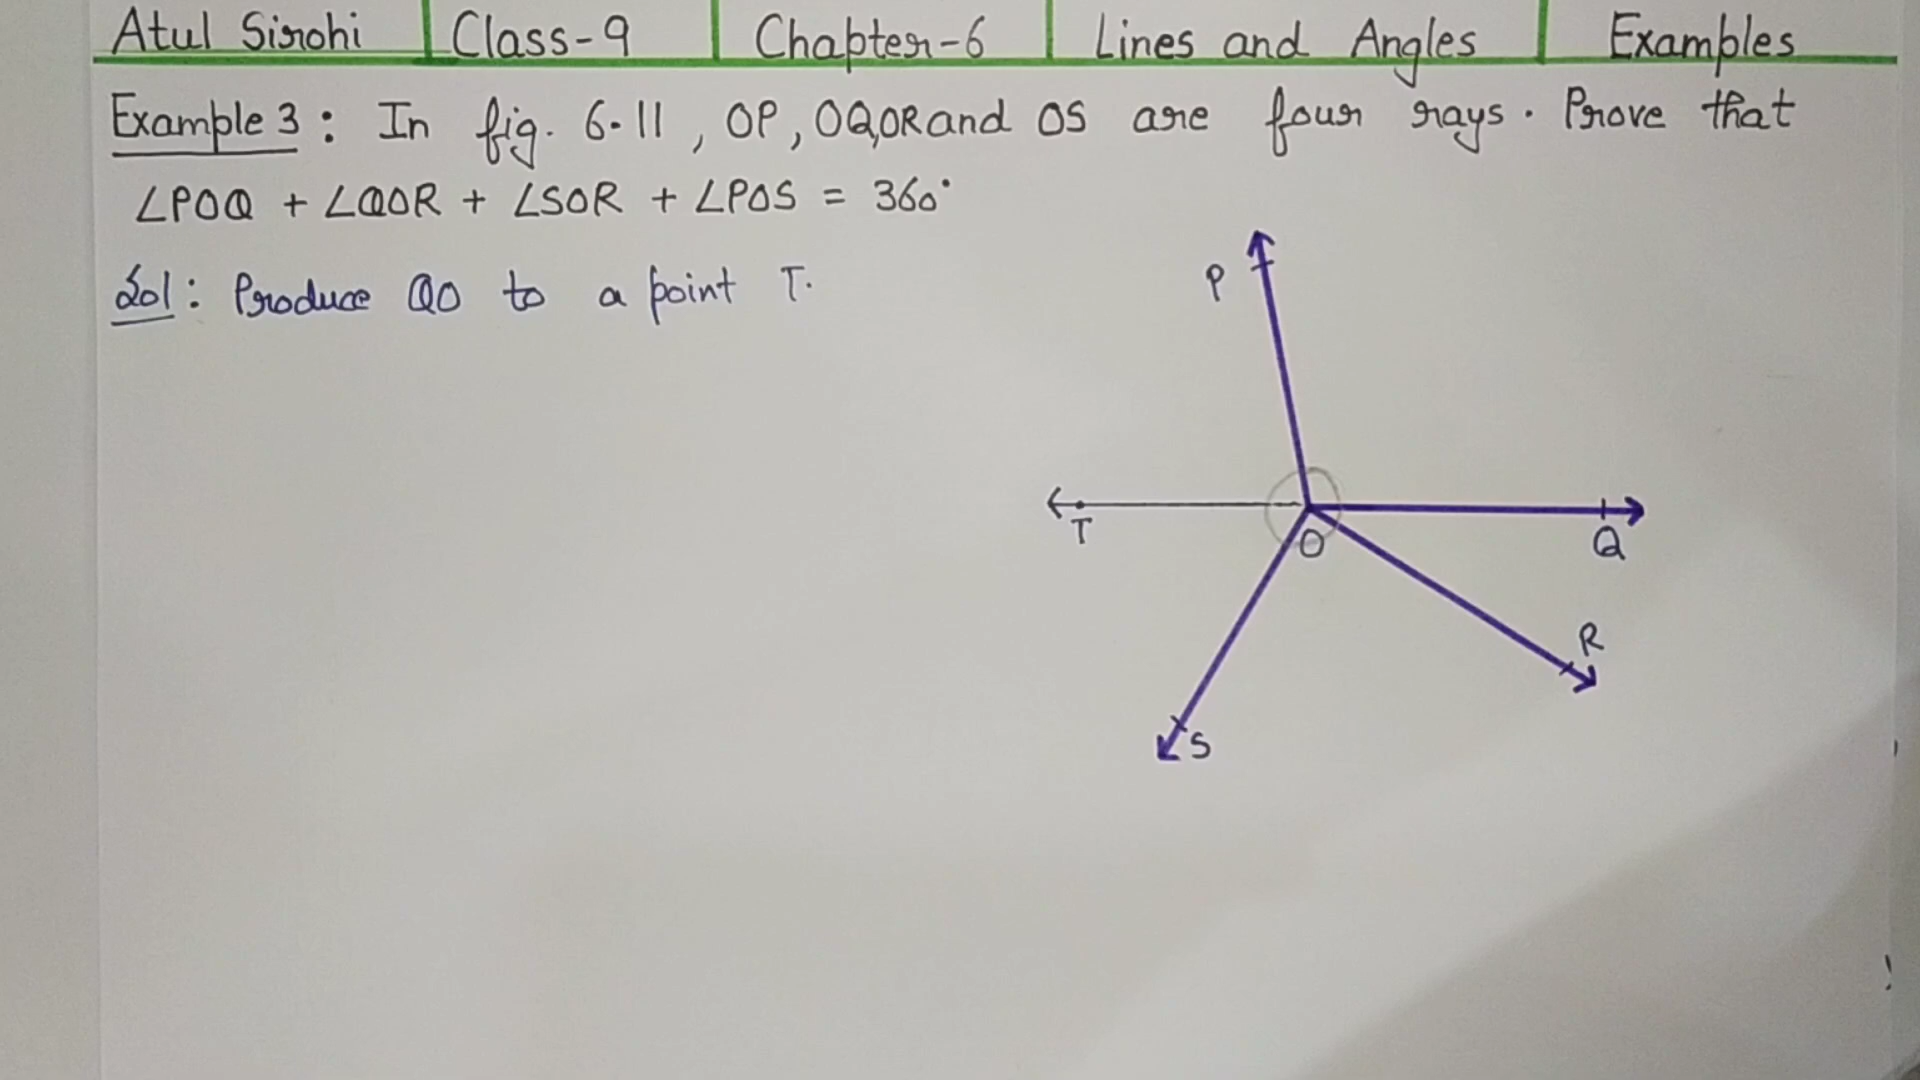 Atul Sirohi Class-9 Chapter-6 Lines and Angles Examples
Example 3 : In fig. 6.11 , OP, OQ,OR and OS are four rays. Prove that
∠POQ + ∠QOR + ∠SOR + ∠POS = 360°
Sol : Produce QO to a point T.
P
T
O
Q
R
S